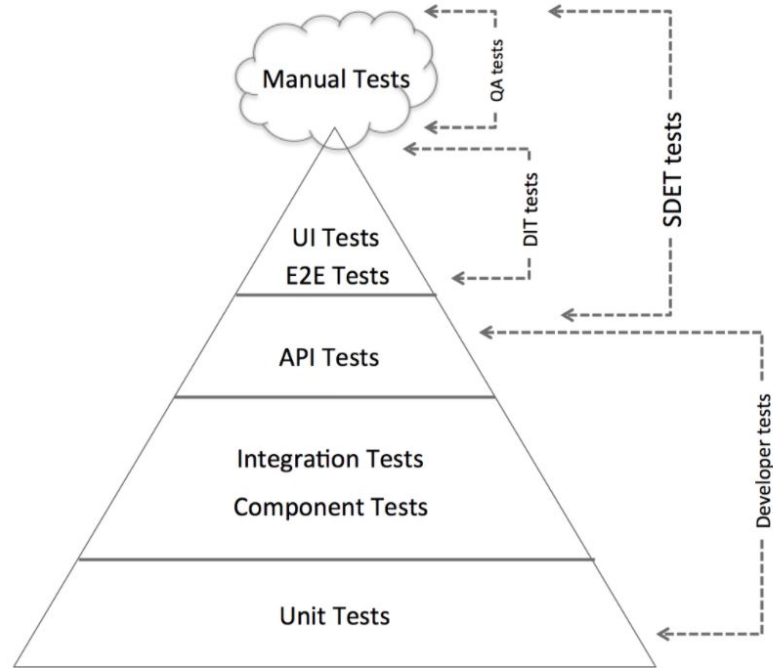 Manual Tests
QA tests
DIT tests
SDET tests
UI Tests
E2E Tests
API Tests
Integration Tests
Component Tests
Developer tests
Unit Tests